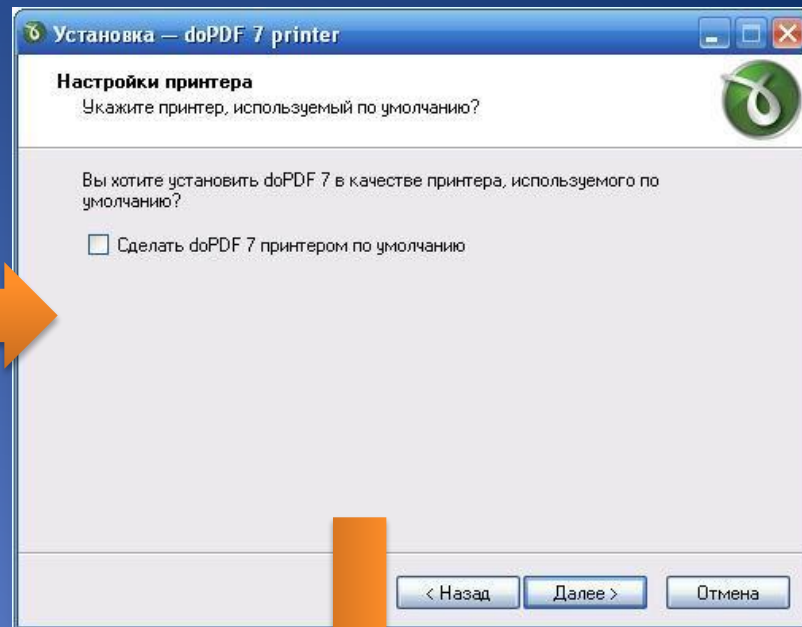 Установка — doPDF 7 printer
Настройки принтера
Укажите принтер, используемый по умолчанию?
Вы хотите установить doPDF 7 в качестве принтера, используемого по
умолчанию?
Сделать doPDF 7 принтером по умолчанию
< Назад
Далее >
Отмена